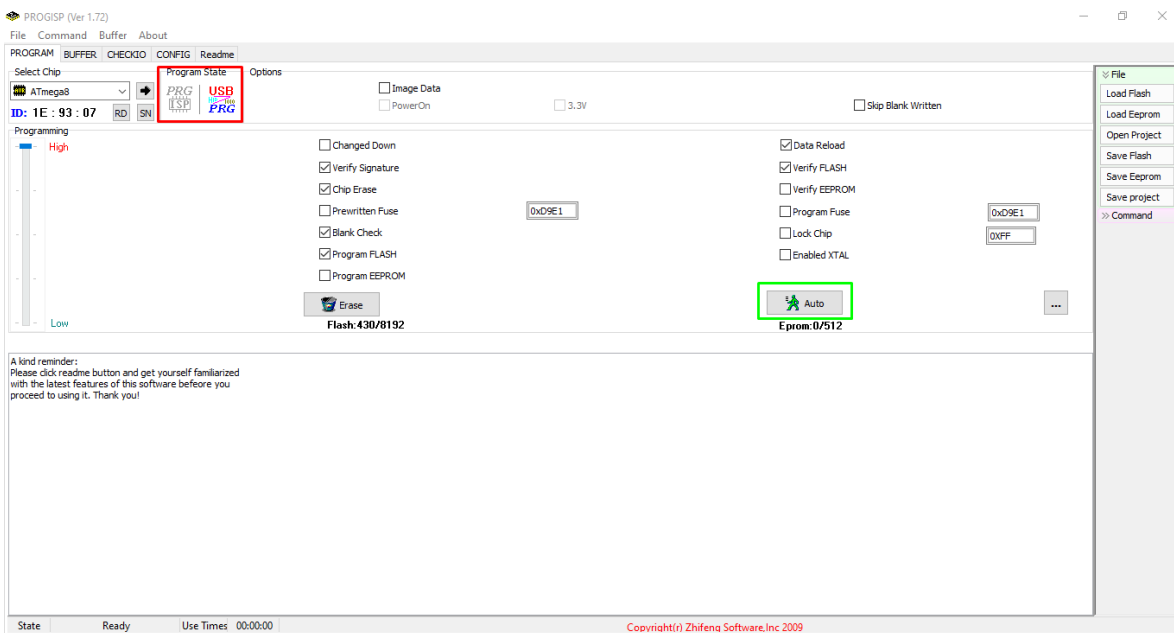 PROGISP (Ver 1.72)
File Command Buffer About
PROGRAM BUFFER CHECKIO CONFIG Readme
Select Chip Program State Options
ATmega8
PRG ISP USB PRG
Image Data
PowerOn 3.3V Skip Blank Written
ID: 1E : 93 : 07 RD SN
Programming
High
Low
Changed Down
Verify Signature
Chip Erase
Prewritten Fuse 0xD9E1
Blank Check
Program FLASH
Program EEPROM
Erase
Flash:430/8192
Data Reload
Verify FLASH
Verify EEPROM
Program Fuse 0xD9E1
Lock Chip 0XFF
Enabled XTAL
Auto
...
Eprom:0/512
File
Load Flash
Load Eeprom
Open Project
Save Flash
Save Eeprom
Save project
Command
A kind reminder:
Please click readme button and get yourself familiarized
with the latest features of this software befeore you
proceed to using it. Thank you!
State Ready Use Times 00:00:00 Copyright(r) Zhifeng Software,Inc 2009